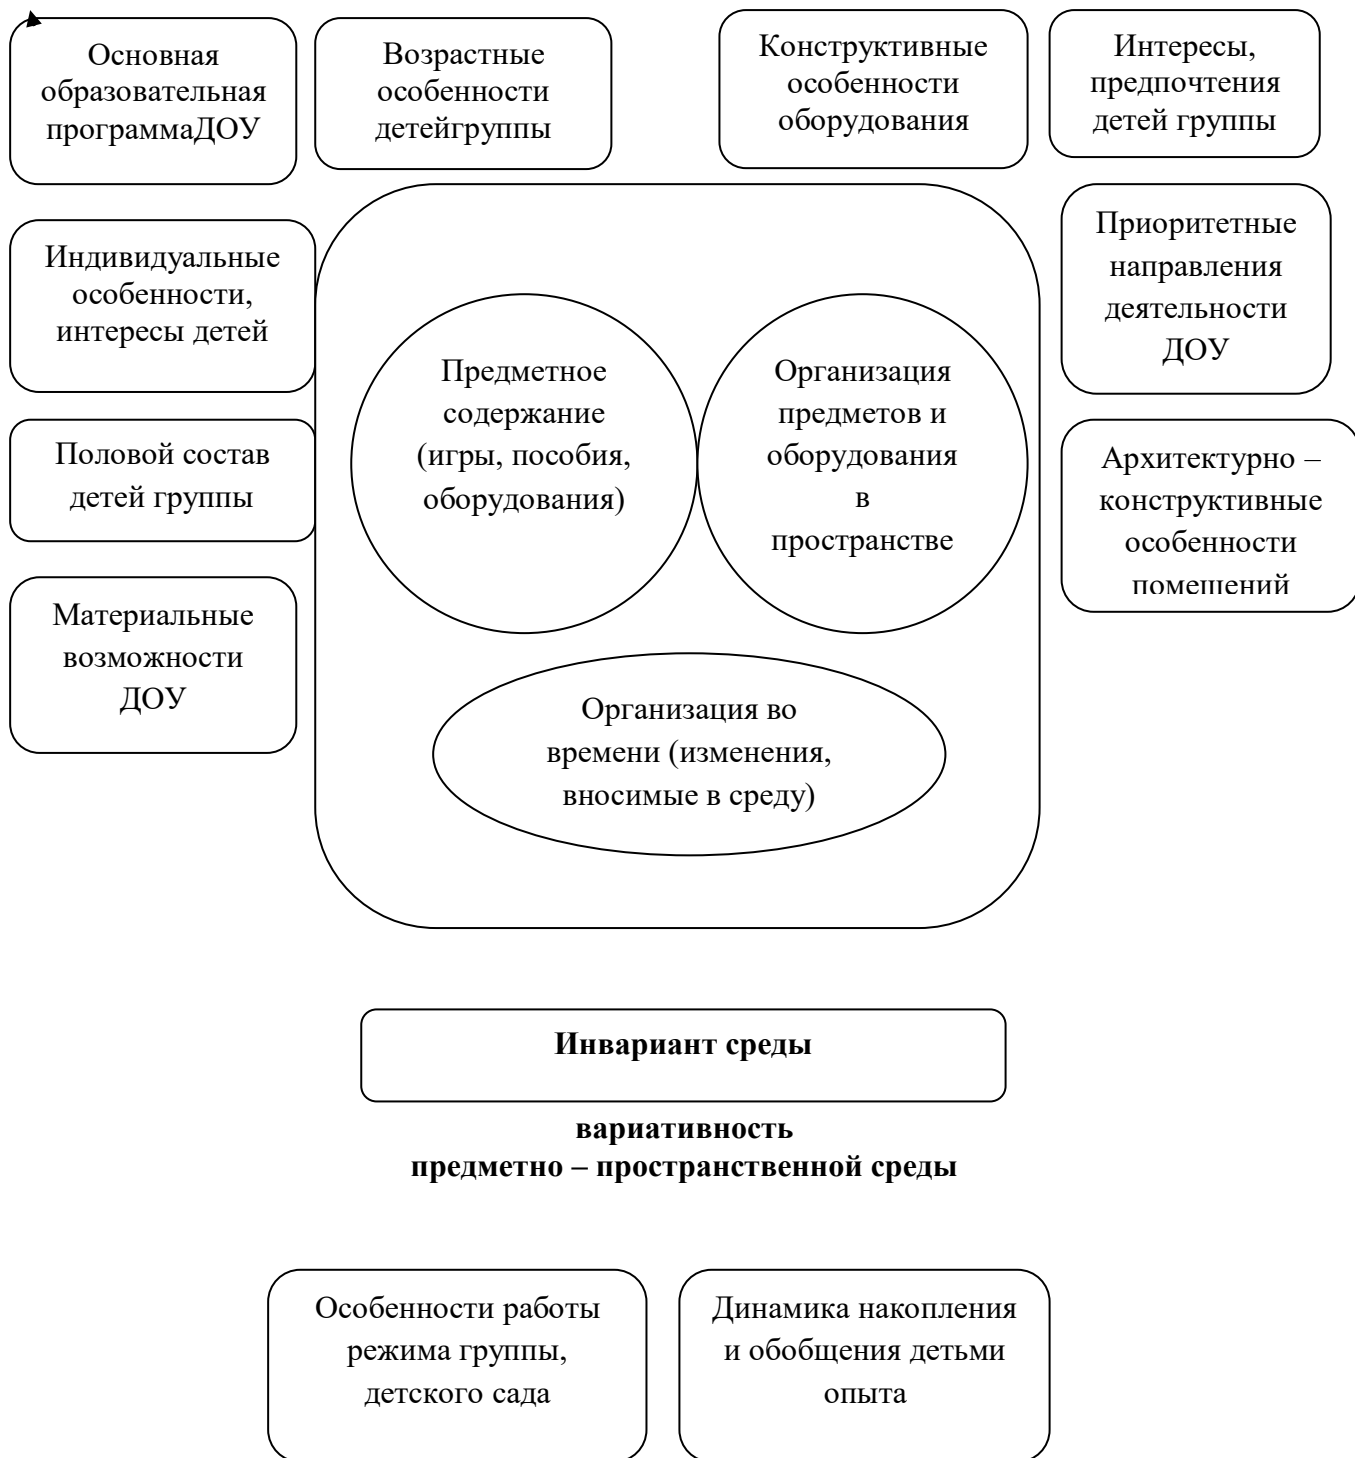 Основная
образовательная
программаДОУ
Возрастные
особенности
детейгруппы
Конструктивные
особенности
оборудования
Интересы,
предпочтения
детей группы
Индивидуальные
особенности,
интересы детей
Приоритетные
направления
деятельности
ДОУ
Предметное
содержание
(игры, пособия,
оборудования)
Организация
предметов и
оборудования
в
пространстве
Половой состав
детей группы
Архитектурно –
конструктивные
особенности
помещений
Материальные
возможности
ДОУ
Организация во
времени (изменения,
вносимые в среду)
Инвариант среды
вариативность
предметно – пространственной среды
Особенности работы
режима группы,
детского сада
Динамика накопления
и обобщения детьми
опыта